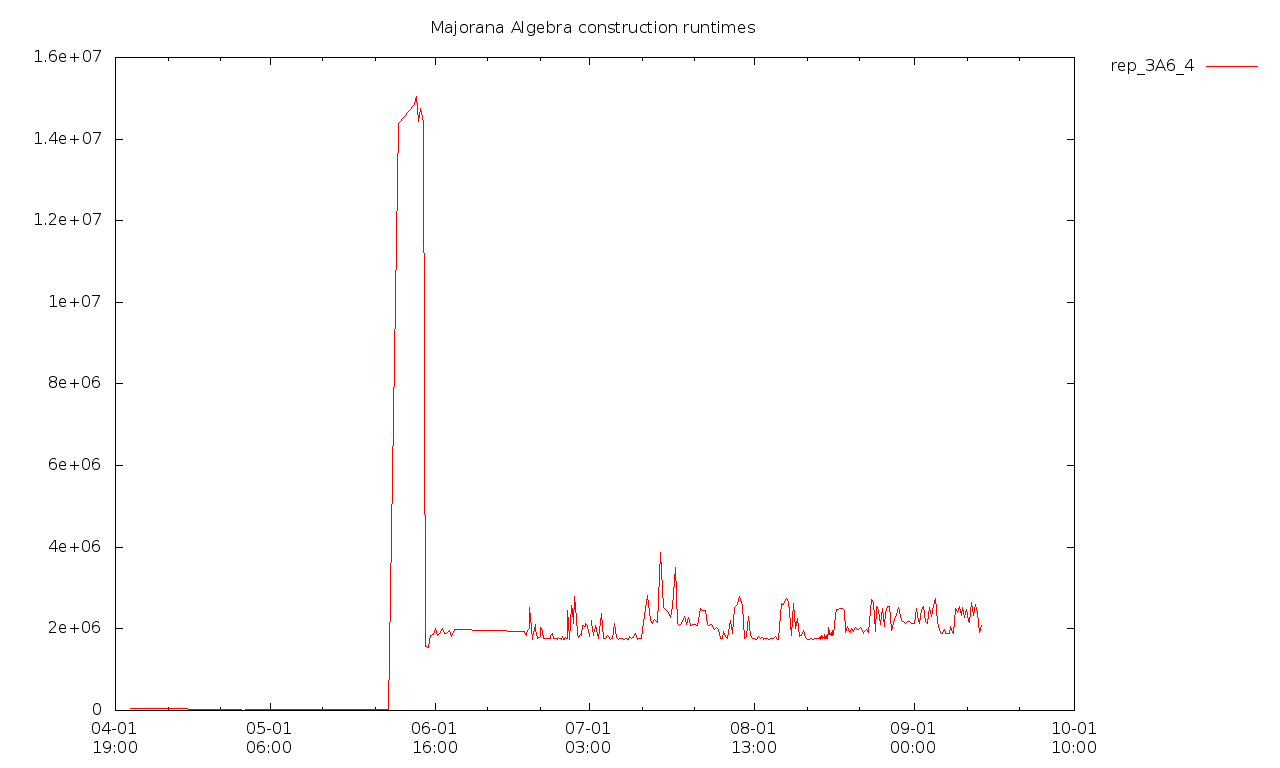 Majorana Algebra construction runtimes
rep_3A6_4
1.6e+07
1.4e+07
1.2e+07
1e+07
8e+06
6e+06
4e+06
2e+06
0
04-01 05-01 06-01 07-01 08-01 09-01 10-01
19:00 06:00 16:00 03:00 13:00 00:00 10:00